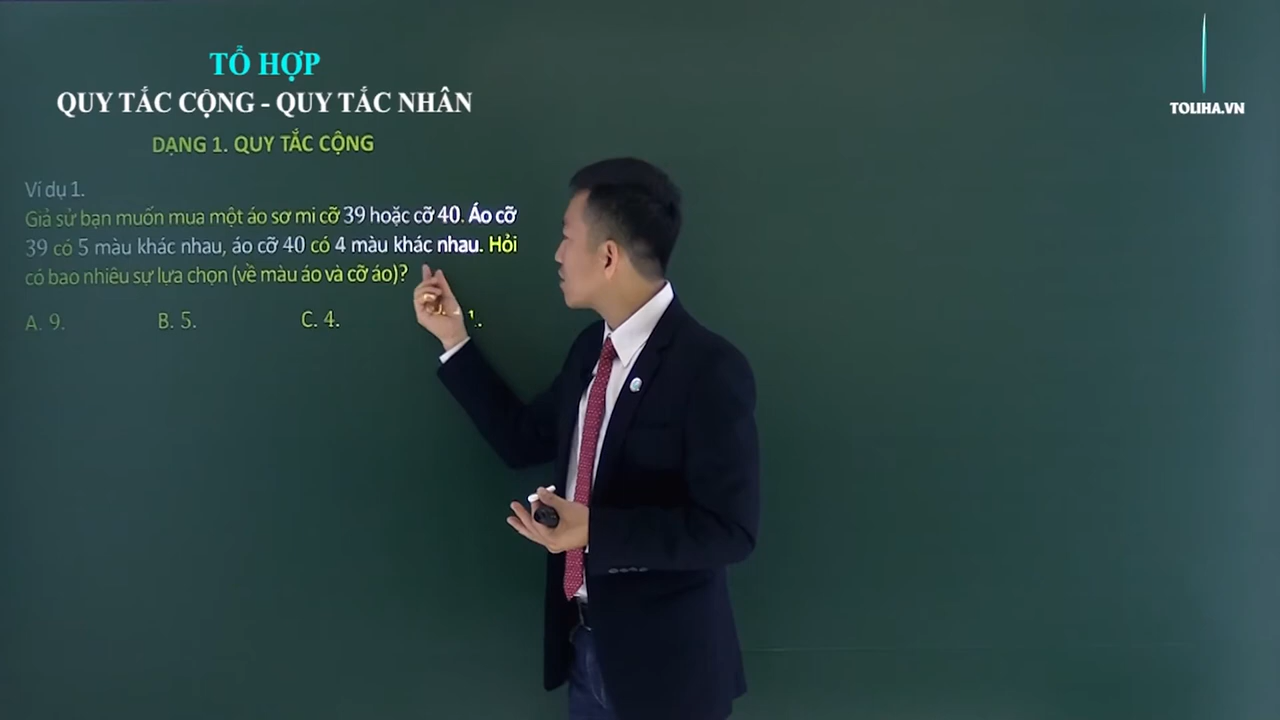 TỔ HỢP
QUY TẮC CỘNG - QUY TẮC NHÂN
DẠNG 1. QUY TẮC CỘNG
Ví dụ 1.
Giả sử bạn muốn mua một áo sơ mi cỡ 39 hoặc cỡ 40. Áo cỡ
39 có 5 màu khác nhau, áo cỡ 40 có 4 màu khác nhau. Hỏi
có bao nhiêu sự lựa chọn (về màu áo và cỡ áo)?
A. 9. B. 5. C. 4. 1.
TOLIHA.VN